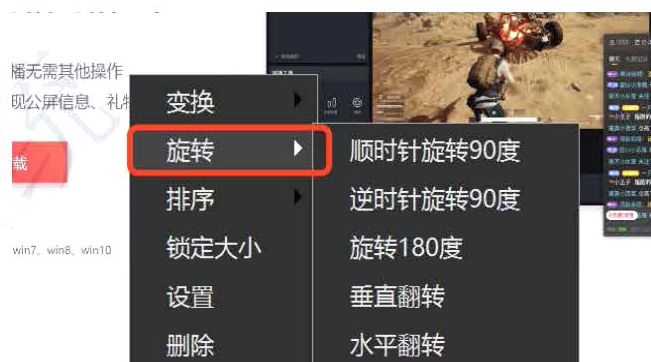 播无需其他操作
现公屏信息、礼
载
win7、win8、win10
变换
旋转
排序
锁定大小
设置
删除
顺时针旋转90度
逆时针旋转90度
旋转180度
垂直翻转
水平翻转